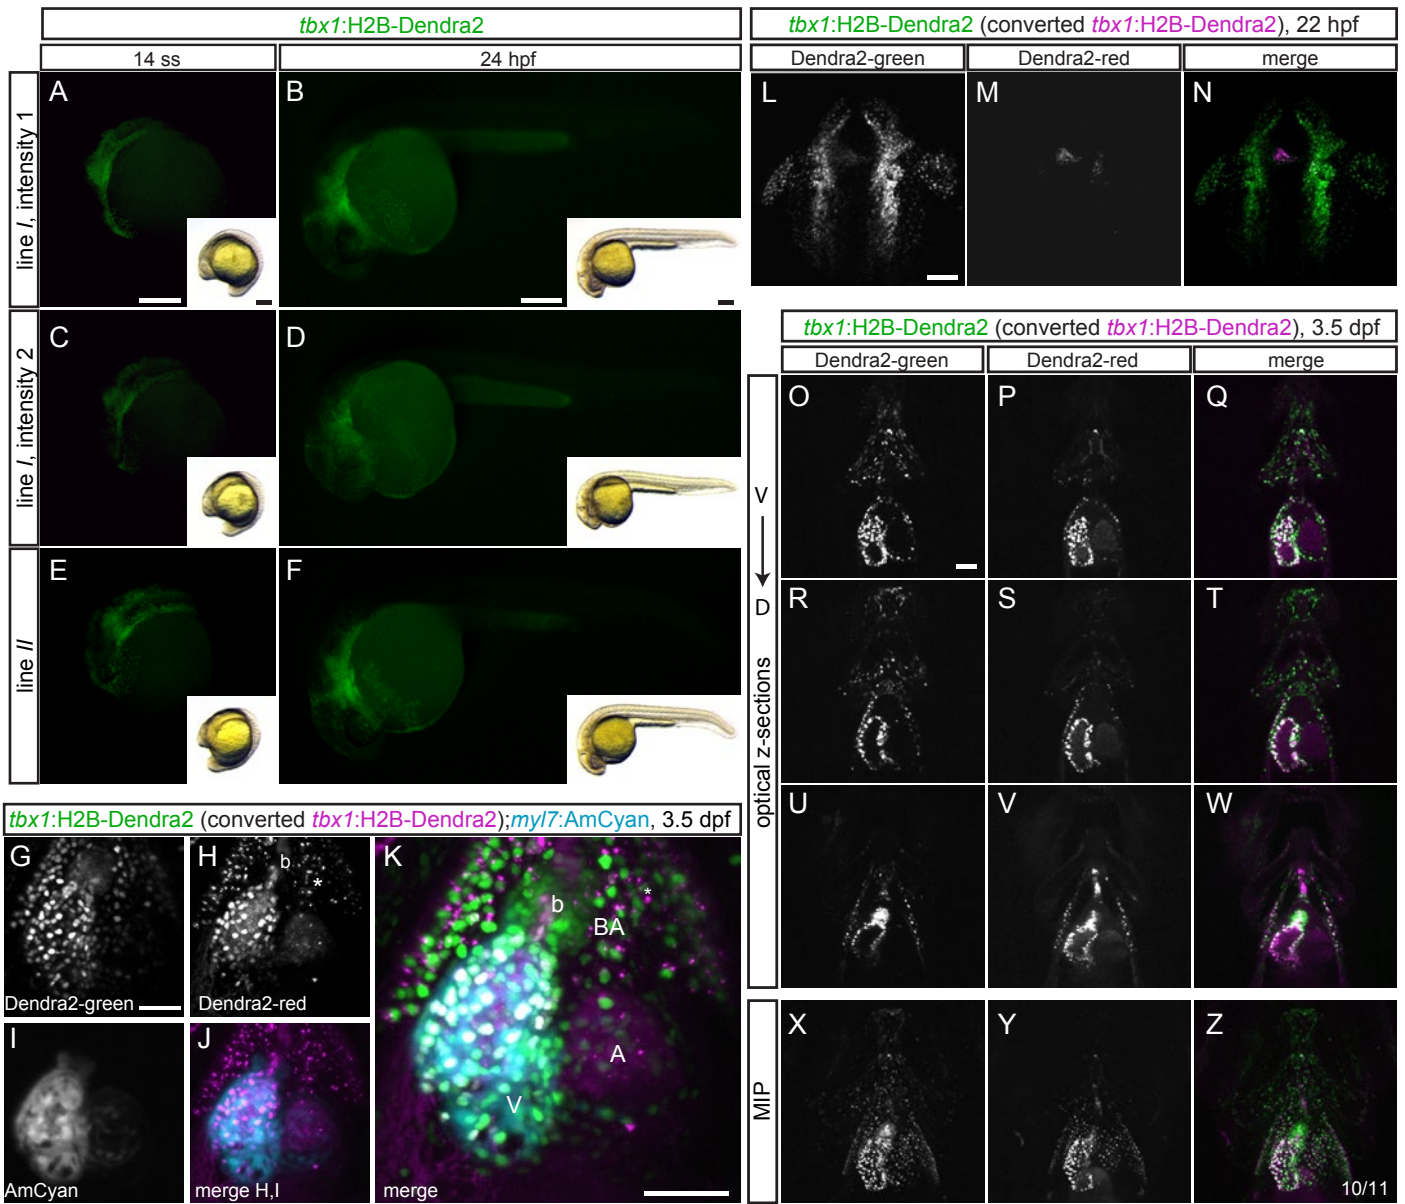 tbx1:H2B-Dendra2
14 ss
24 hpf
line I, intensity 1
A
B
line I, intensity 2
C
D
line II
E
F
tbx1:H2B-Dendra2 (converted tbx1:H2B-Dendra2);myl7:AmCyan, 3.5 dpf
G
Dendra2-green
H
b
*
Dendra2-red
I
AmCyan
J
merge H,I
K
b
*
BA
A
V
merge
tbx1:H2B-Dendra2 (converted tbx1:H2B-Dendra2), 22 hpf
Dendra2-green
Dendra2-red
merge
L
M
N
tbx1:H2B-Dendra2 (converted tbx1:H2B-Dendra2), 3.5 dpf
Dendra2-green
Dendra2-red
merge
V
D
optical z-sections
O
P
Q
R
S
T
U
V
W
MIP
X
Y
Z
10/11